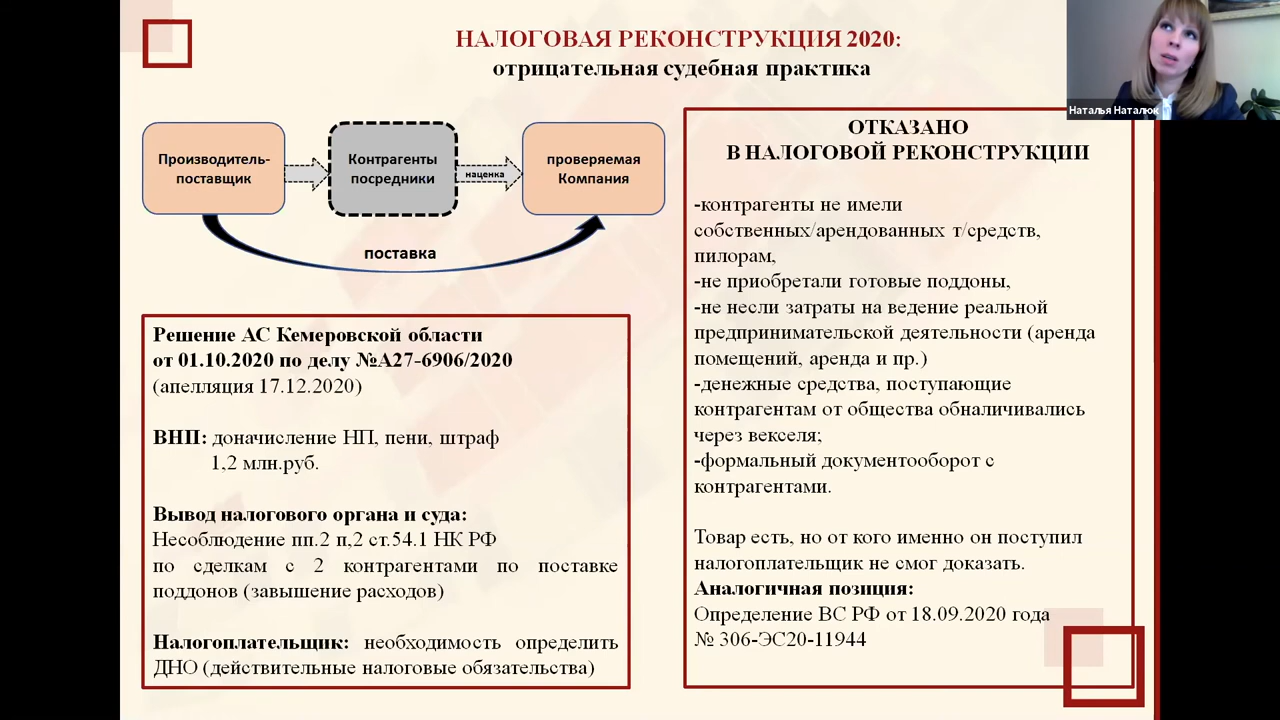 НАЛОГОВАЯ РЕКОНСТРУКЦИЯ 2020:
отрицательная судебная практика
Наталья Наталюк
Производитель-
поставщик
Контрагенты
посредники
наценка
проверяемая
Компания
поставка
Решение АС Кемеровской области
от 01.10.2020 по делу №А27-6906/2020
(апелляция 17.12.2020)
ВНП: доначисление НП, пени, штраф
1,2 млн.руб.
Вывод налогового органа и суда:
Несоблюдение пп.2 п,2 ст.54.1 НК РФ
по сделкам с 2 контрагентами по поставке
поддонов (завышение расходов)
Налогоплательщик: необходимость определить
ДНО (действительные налоговые обязательства)
ОТКАЗАНО
В НАЛОГОВОЙ РЕКОНСТРУКЦИИ
-контрагенты не имели
собственных/арендованных т/средств,
пилорам,
-не приобретали готовые поддоны,
-не несли затраты на ведение реальной
предпринимательской деятельности (аренда
помещений, аренда и пр.)
-денежные средства, поступающие
контрагентам от общества обналичивались
через векселя;
-формальный документооборот с
контрагентами.
Товар есть, но от кого именно он поступил
налогоплательщик не смог доказать.
Аналогичная позиция:
Определение ВС РФ от 18.09.2020 года
№ 306-ЭС20-11944